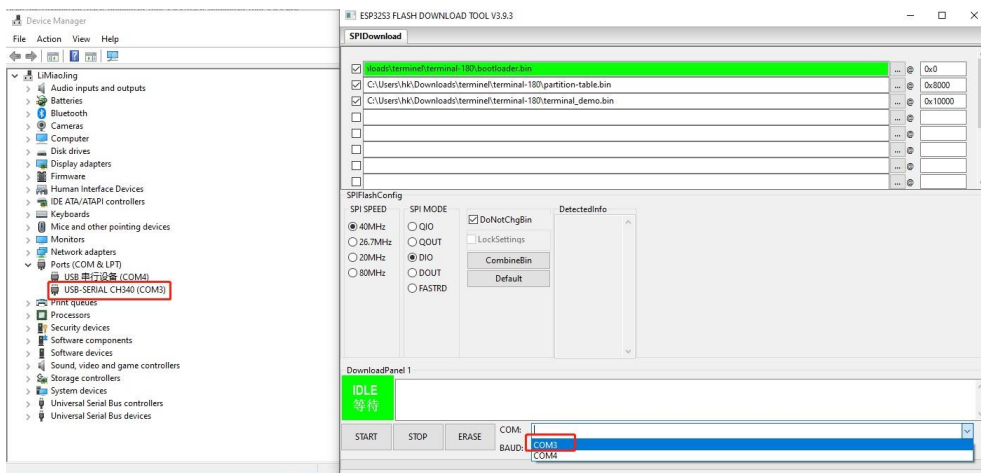 Device Manager
File Action View Help
LiMiaoJing
Audio inputs and outputs
Batteries
Bluetooth
Cameras
Computer
Disk drives
Display adapters
Firmware
Human Interface Devices
IDE ATA/ATAPI controllers
Keyboards
Mice and other pointing devices
Monitors
Network adapters
Ports (COM & LPT)
USB 串行设备 (COM4)
USB-SERIAL CH340 (COM3)
Print queues
Processors
Security devices
Software components
Software devices
Sound, video and game controllers
Storage controllers
System devices
Universal Serial Bus controllers
Universal Serial Bus devices
ESP32S3 FLASH DOWNLOAD TOOL V3.9.3
SPIDownload
\terminel\terminal-180\bootloader.bin ... @ 0x0
C:\Users\hk\Downloads\terminel\terminal-180\partition-table.bin ... @ 0x8000
C:\Users\hk\Downloads\terminel\terminal-180\terminal_demo.bin ... @ 0x10000
... @
... @
... @
... @
SPIFlashConfig
SPI SPEED SPI MODE DetectedInfo
40MHz QIO DoNotChgBin
26.7MHz QOUT LockSettings
20MHz DIO CombineBin
80MHz DOUT Default
FASTRD
DownloadPanel 1
IDLE
等待
START STOP ERASE COM:
BAUD: COM3
COM4